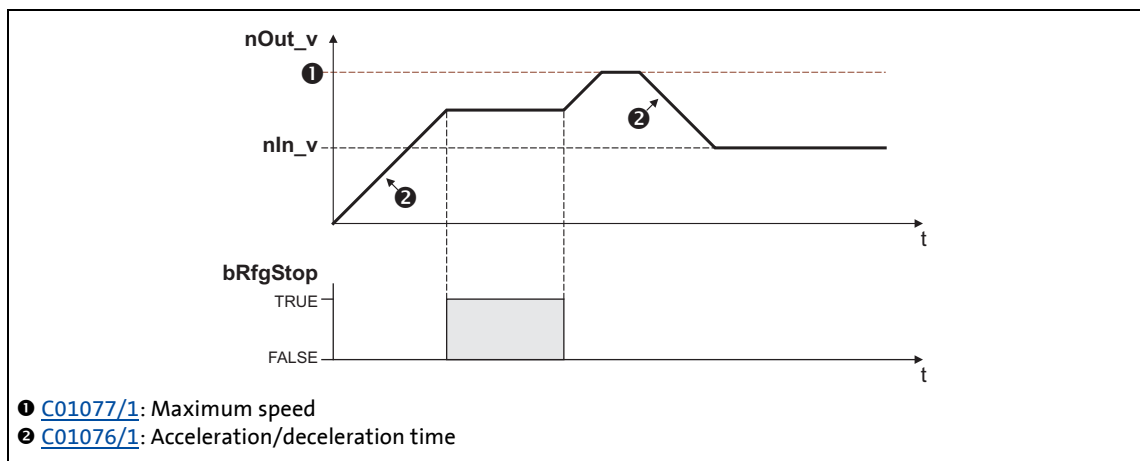 nOut_v
❶
nIn_v
❷
❷
t
bRfgStop
TRUE
FALSE
t
❶ C01077/1: Maximum speed
❷ C01076/1: Acceleration/deceleration time